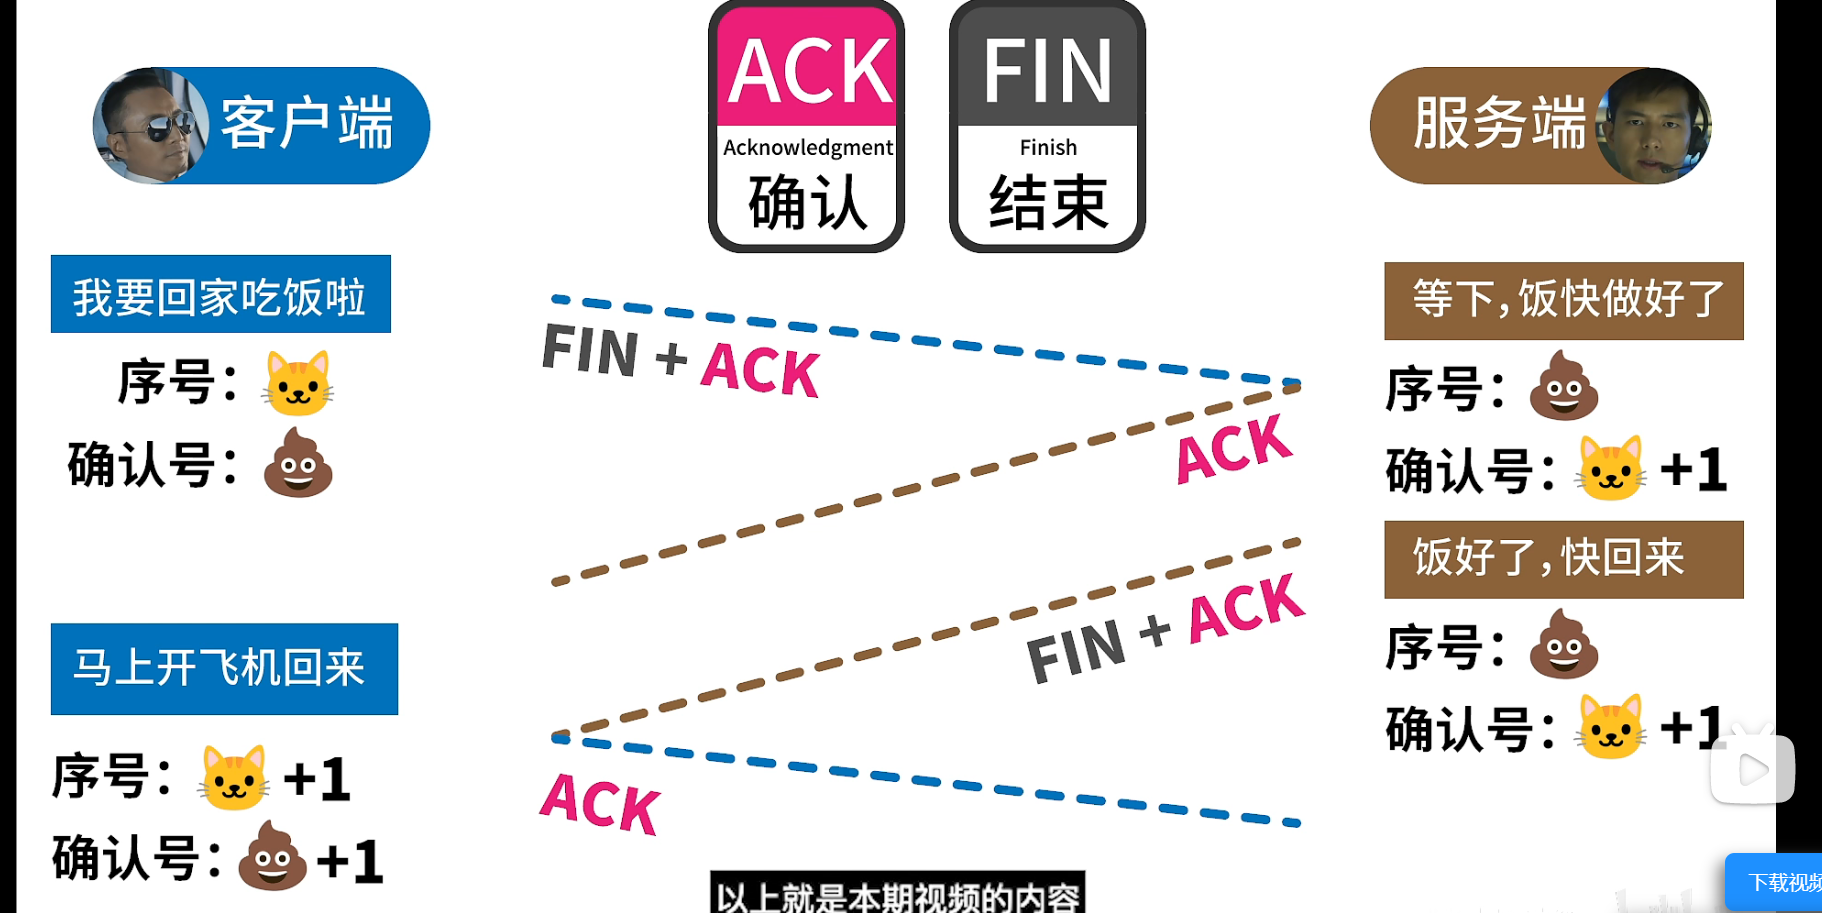 ACK
Acknowledgment
确认
FIN
Finish
结束
客户端
服务端
我要回家吃饭啦
序号：
确认号：
FIN + ACK
等下,饭快做好了
序号：
确认号： +1
ACK
饭好了,快回来
序号：
确认号： +1
FIN + ACK
马上开飞机回来
序号： +1
确认号： +1
ACK
以上就是本期视频的内容
下载视频